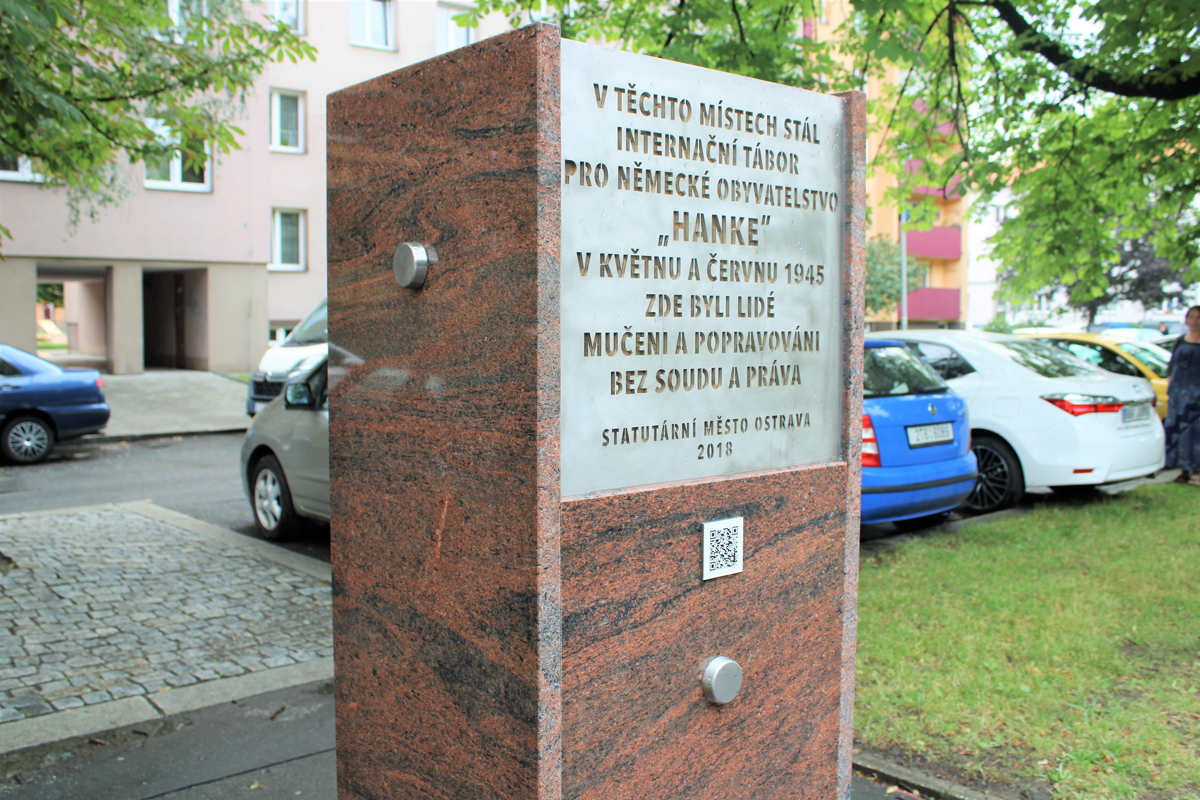 V TĚCHTO MÍSTECH STÁL
INTERNAČNÍ TÁBOR
PRO NĚMECKÉ OBYVATELSTVO
„HANKE“
V KVĚTNU A ČERVNU 1945
ZDE BYLI LIDÉ
MUČENI A POPRAVOVÁNI
BEZ SOUDU A PRÁVA
STATUTÁRNÍ MĚSTO OSTRAVA
2018